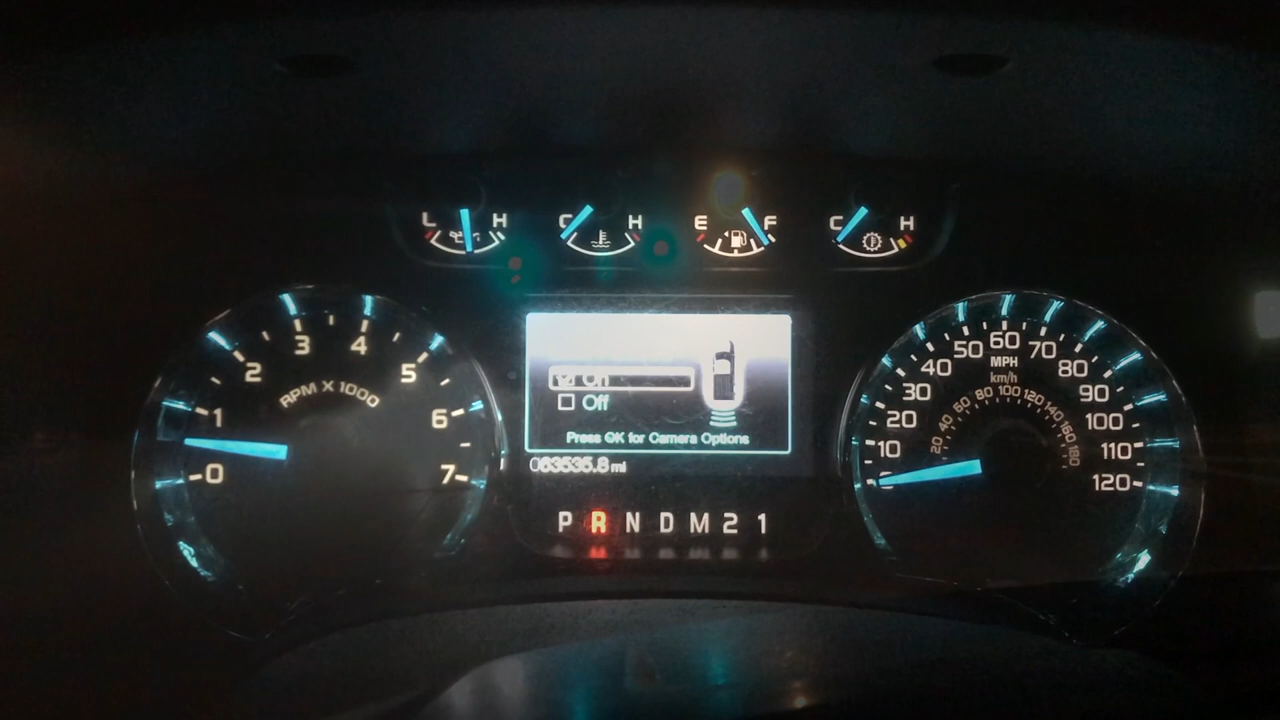 L H C H E F C H
1 2 3 4 5 6 7 0
RPM X 1000
On
Off
Press OK for Camera Options
063535.8 mi
P R N D M 2 1
10 20 30 40 50 60 70 80 90 100 110 120
MPH
km/h
20 40 60 80 100 120 140 160 180